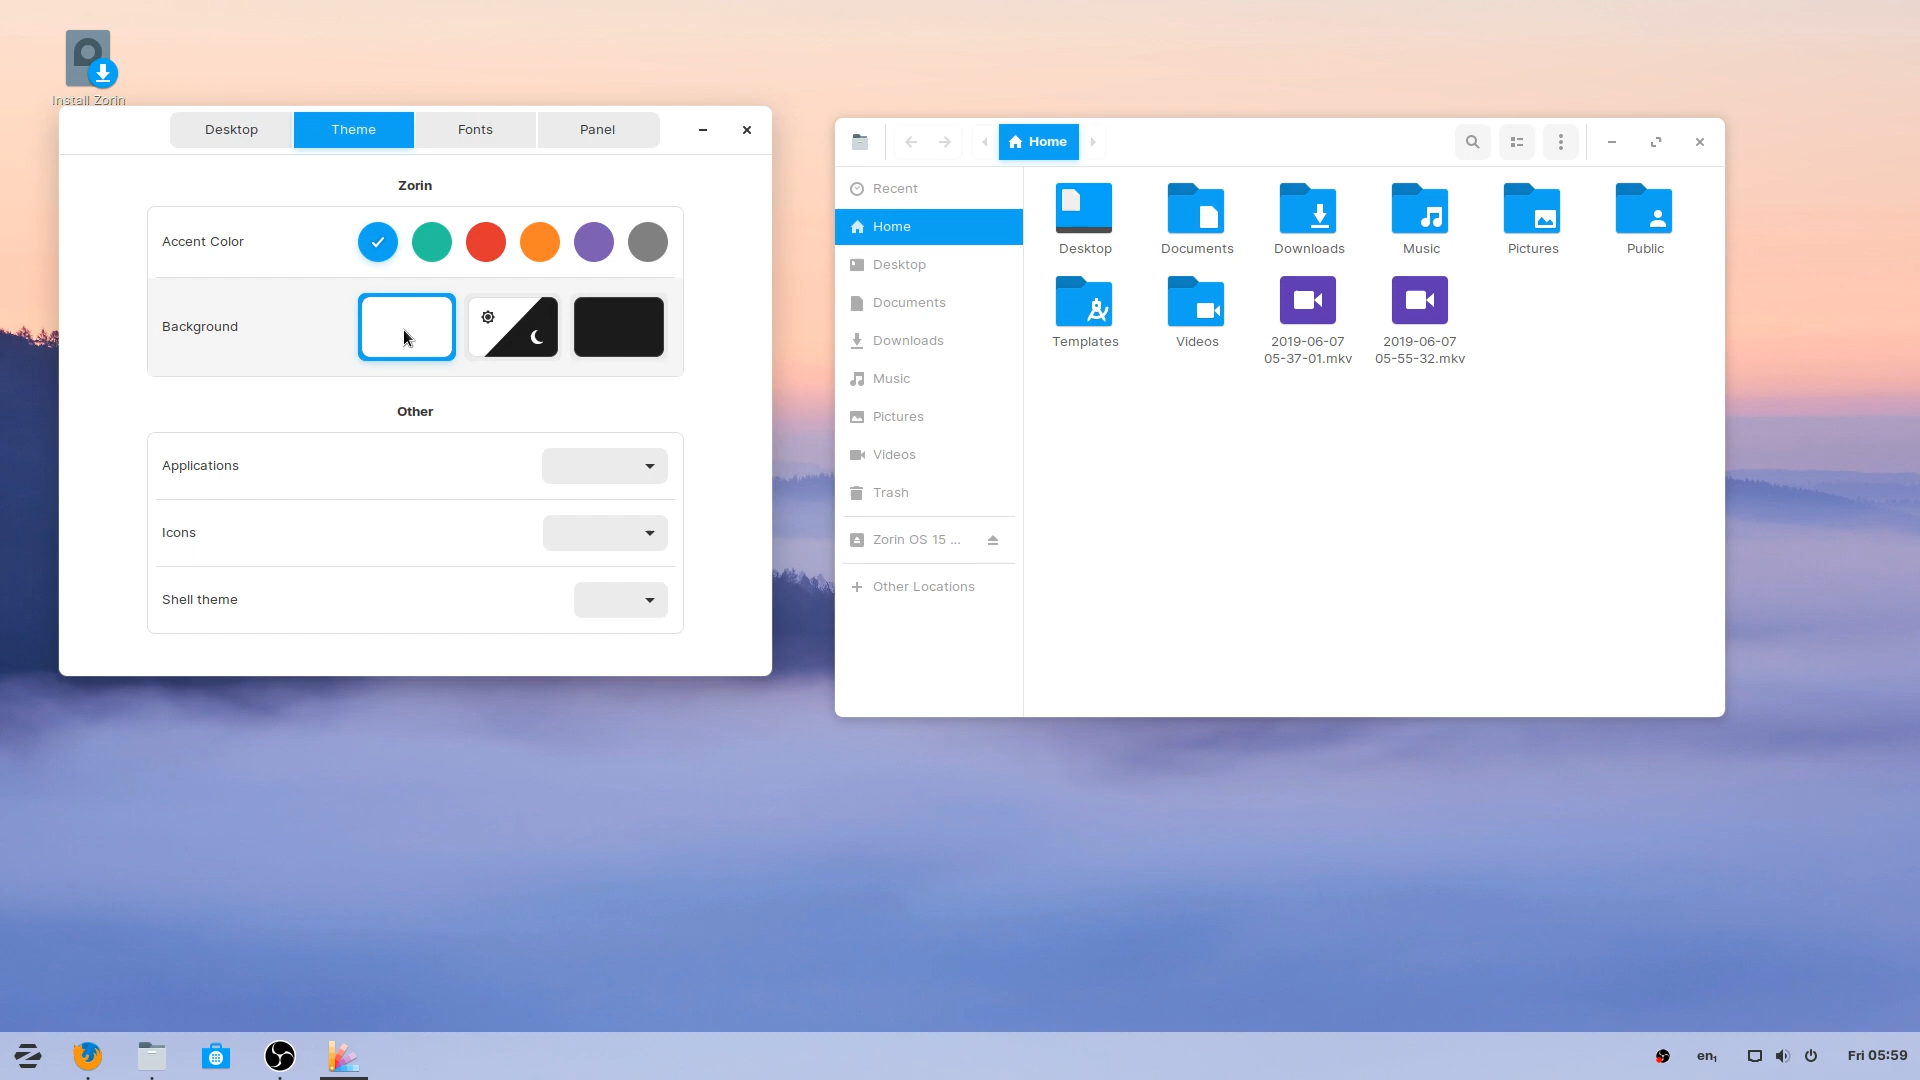 Install Zorin
Desktop
Theme
Fonts
Panel
Zorin
Accent Color
Background
Other
Applications
Icons
Shell theme
Home
Recent
Home
Desktop
Documents
Downloads
Music
Pictures
Videos
Trash
Zorin OS 15 ...
Other Locations
Desktop
Documents
Downloads
Music
Pictures
Public
Templates
Videos
2019-06-07
05-37-01.mkv
2019-06-07
05-55-32.mkv
en₁
Fri 05:59